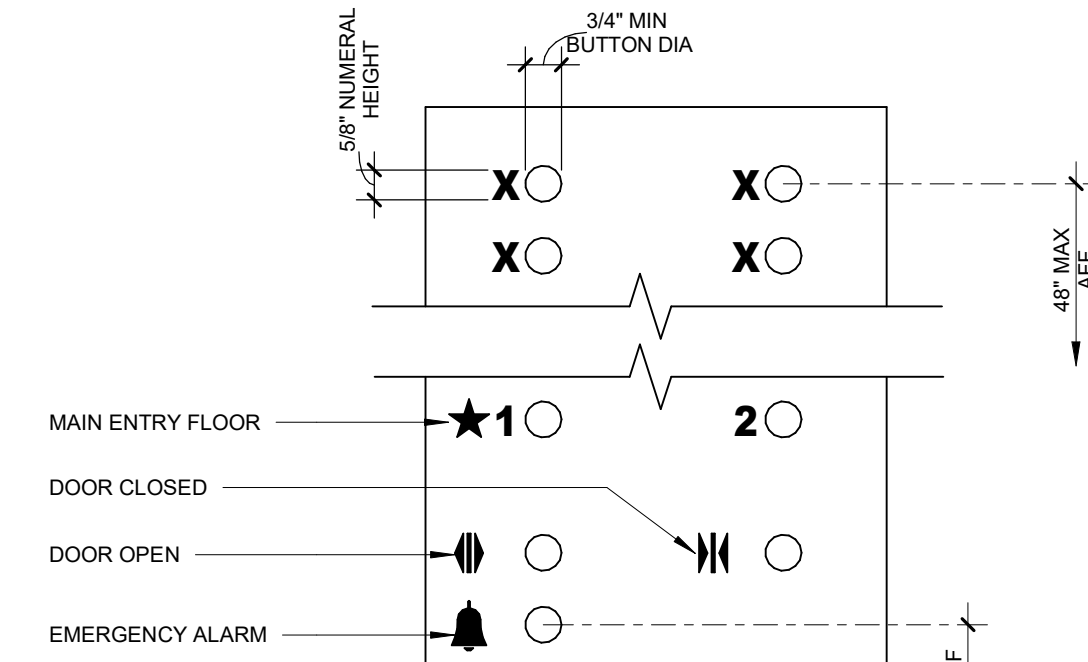 3/4" MIN
BUTTON DIA
5/8" NUMERAL
HEIGHT
X X
X X
48" MAX
AFF
MAIN ENTRY FLOOR
1 2
DOOR CLOSED
DOOR OPEN
EMERGENCY ALARM
F